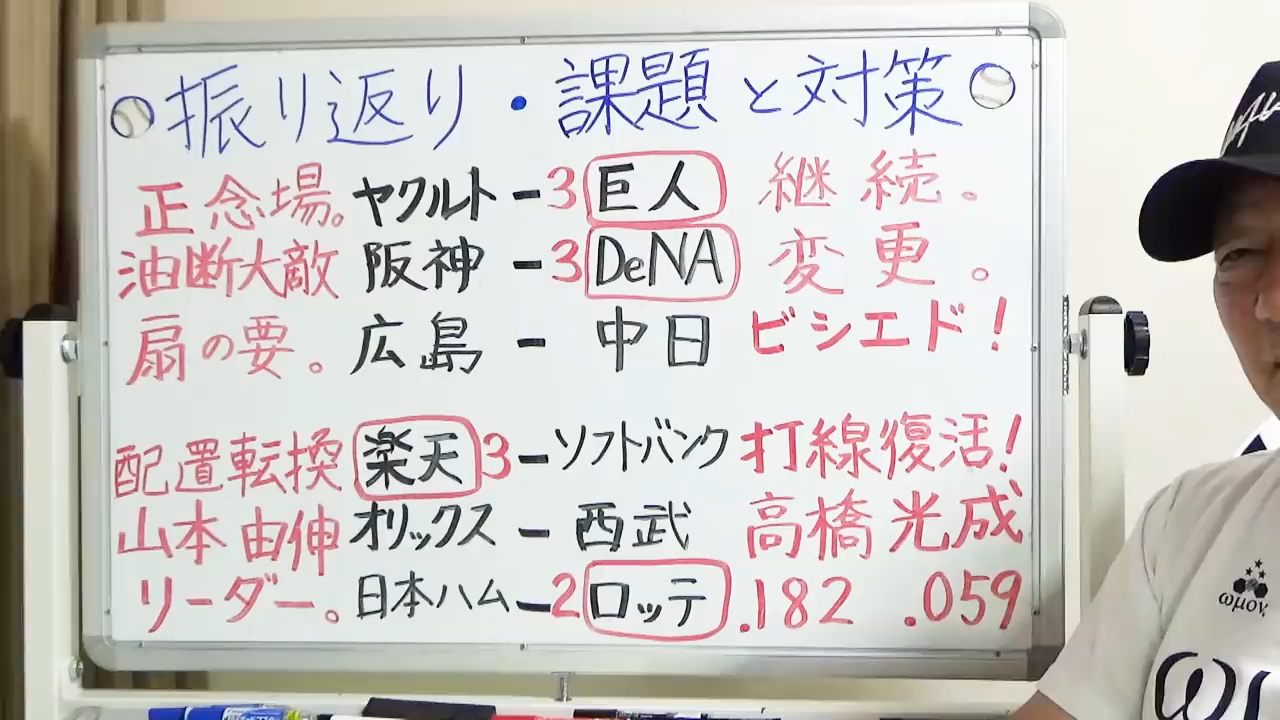 振り返り・課題と対策
正念場。ヤクルト-3巨人 継続。
油断大敵 阪神-3DeNA 変更。
扇の要。広島-中日 ビシエド!
配置転換 楽天3-ソフトバンク 打線復活!
山本由伸 オリックス-西武 高橋光成
リーダー。日本ハム-2ロッテ .182 .059
ωμον